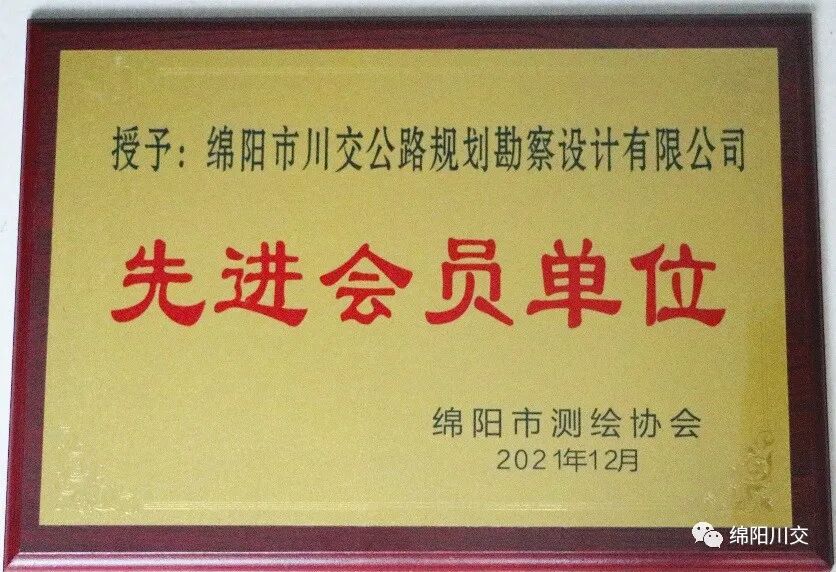 授予：绵阳市川交公路规划勘察设计有限公司
先进会员单位
绵阳市测绘协会
2021年12月
绵阳川交